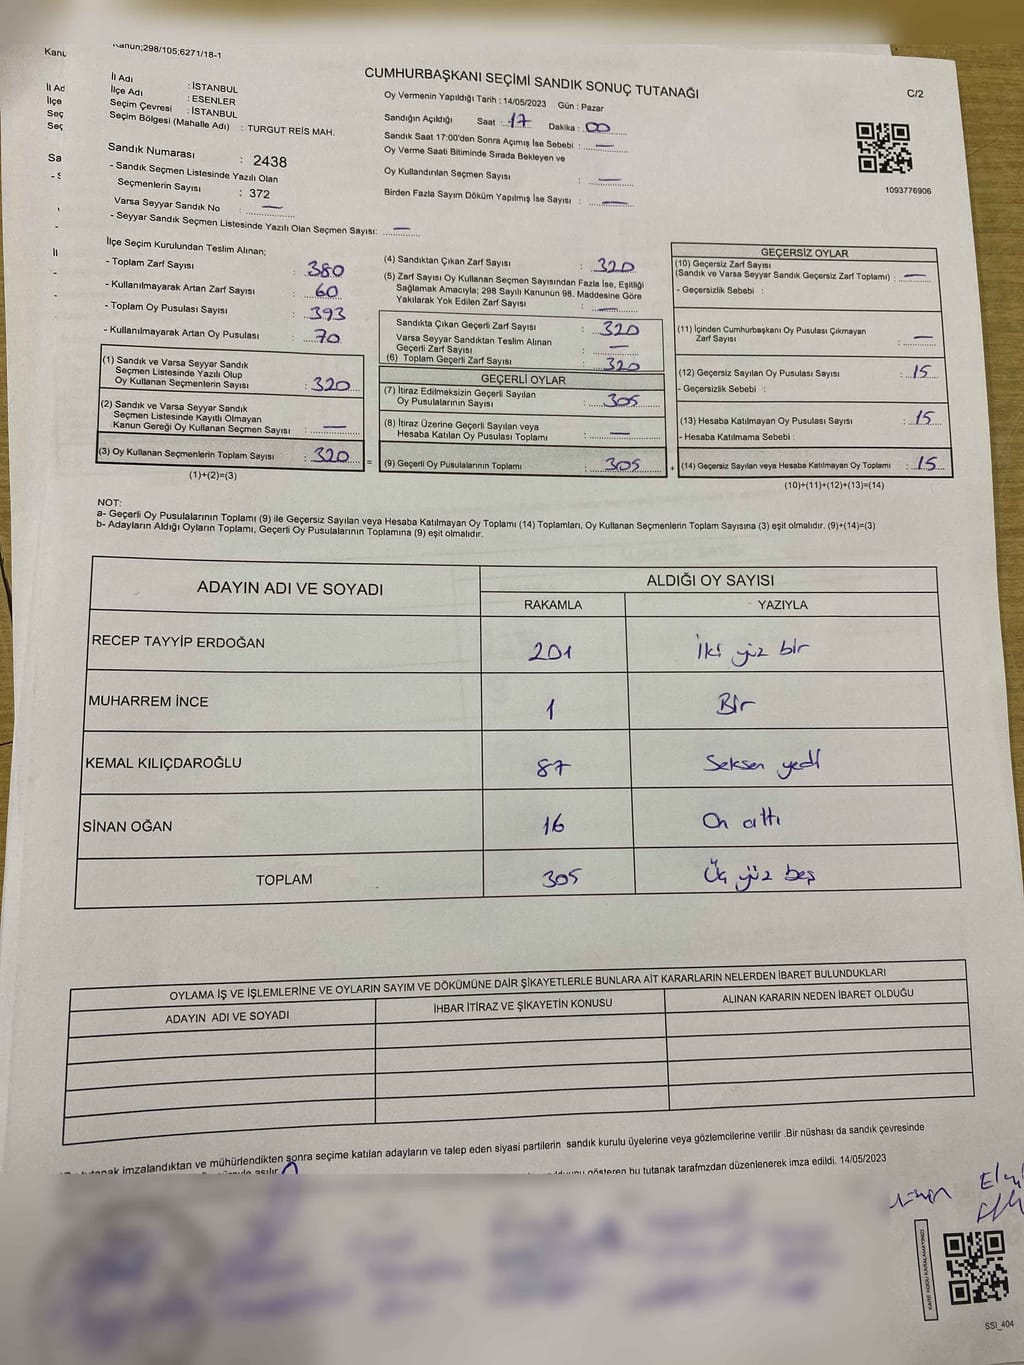 Kanun;298/105;6271/18-1
CUMHURBAŞKANI SEÇİMİ SANDIK SONUÇ TUTANAĞI
C/2
İl Adı : İSTANBUL
İlçe Adı : ESENLER
Seçim Çevresi : İSTANBUL
Seçim Bölgesi (Mahalle Adı) : TURGUT REİS MAH.
Oy Vermenin Yapıldığı Tarih : 14/05/2023 Gün : Pazar
Sandığın Açıldığı Saat : 17 Dakika : 00
Sandık Saat 17:00'den Sonra Açımış İse Sebebi : —
Oy Verme Saati Bitiminde Sırada Bekleyen ve
Oy Kullandırılan Seçmen Sayısı : —
Birden Fazla Sayım Döküm Yapılmış İse Sayısı : —
1093776906
Sandık Numarası : 2438
- Sandık Seçmen Listesinde Yazılı Olan
Seçmenlerin Sayısı : 372
Varsa Seyyar Sandık No —
- Seyyar Sandık Seçmen Listesinde Yazılı Olan Seçmen Sayısı: —
İlçe Seçim Kurulundan Teslim Alınan;
- Toplam Zarf Sayısı : 380
- Kullanılmayarak Artan Zarf Sayısı : 60
- Toplam Oy Pusulası Sayısı : 393
- Kullanılmayarak Artan Oy Pusulası : 70
(1) Sandık ve Varsa Seyyar Sandık
Seçmen Listesinde Yazılı Olup
Oy Kullanan Seçmenlerin Sayısı : 320
(2) Sandık ve Varsa Seyyar Sandık
Seçmen Listesinde Kayıtlı Olmayan
Kanun Gereği Oy Kullanan Seçmen Sayısı : —
(3) Oy Kullanan Seçmenlerin Toplam Sayısı : 320
(1)+(2)=(3)
(4) Sandıktan Çıkan Zarf Sayısı : 320
(5) Zarf Sayısı Oy Kullanan Seçmen Sayısından Fazla İse, Eşitliği
Sağlamak Amacıyla; 298 Sayılı Kanunun 98. Maddesine Göre
Yakılarak Yok Edilen Zarf Sayısı : —
Sandıkta Çıkan Geçerli Zarf Sayısı : 320
Varsa Seyyar Sandıktan Teslim Alınan
Geçerli Zarf Sayısı : —
(6) Toplam Geçerli Zarf Sayısı : 320
GEÇERLİ OYLAR
(7) İtiraz Edilmeksizin Geçerli Sayılan
Oy Pusulalarının Sayısı : 305
(8) İtiraz Üzerine Geçerli Sayılan veya
Hesaba Katılan Oy Pusulası Toplamı : —
= (9) Geçerli Oy Pusulalarının Toplamı : 305
GEÇERSİZ OYLAR
(10) Geçersiz Zarf Sayısı
(Sandık ve Varsa Seyyar Sandık Geçersiz Zarf Toplamı) : —
- Geçersizlik Sebebi :
(11) İçinden Cumhurbaşkanı Oy Pusulası Çıkmayan
Zarf Sayısı : —
(12) Geçersiz Sayılan Oy Pusulası Sayısı : 15
- Geçersizlik Sebebi :
(13) Hesaba Katılmayan Oy Pusulası Sayısı : 15
- Hesaba Katılmama Sebebi :
+ (14) Geçersiz Sayılan veya Hesaba Katılmayan Oy Toplamı : 15
(10)+(11)+(12)+(13)=(14)
NOT:
a- Geçerli Oy Pusulalarının Toplamı (9) ile Geçersiz Sayılan veya Hesaba Katılmayan Oy Toplamı (14) Toplamları, Oy Kullanan Seçmenlerin Toplam Sayısına (3) eşit olmalıdır. (9)+(14)=(3)
b- Adayların Aldığı Oyların Toplamı, Geçerli Oy Pusulalarının Toplamına (9) eşit olmalıdır.
ADAYIN ADI VE SOYADI ALDIĞI OY SAYISI
RAKAMLA YAZIYLA
RECEP TAYYİP ERDOĞAN 201 İki yüz bir
MUHARREM İNCE 1 Bir
KEMAL KILIÇDAROĞLU 87 Seksen yedi
SİNAN OĞAN 16 On altı
TOPLAM 305 Üç yüz beş
OYLAMA İŞ VE İŞLEMLERİNE VE OYLARIN SAYIM VE DÖKÜMÜNE DAİR ŞİKAYETLERLE BUNLARA AİT KARARLARIN NELERDEN İBARET BULUNDUKLARI
ADAYIN ADI VE SOYADI İHBAR İTİRAZ VE ŞİKAYETİN KONUSU ALINAN KARARIN NEDEN İBARET OLDUĞU
tutanak imzalandıktan ve mühürlendikten sonra seçime katılan adayların ve talep eden siyasi partilerin sandık kurulu üyelerine veya gözlemcilerine verilir .Bir nüshası da sandık çevresinde
gösteren bu tutanak tarafmzdan düzenlenerek imza edildi. 14/05/2023
KARE KODU KARALAMAYINIZ!
SSI_404